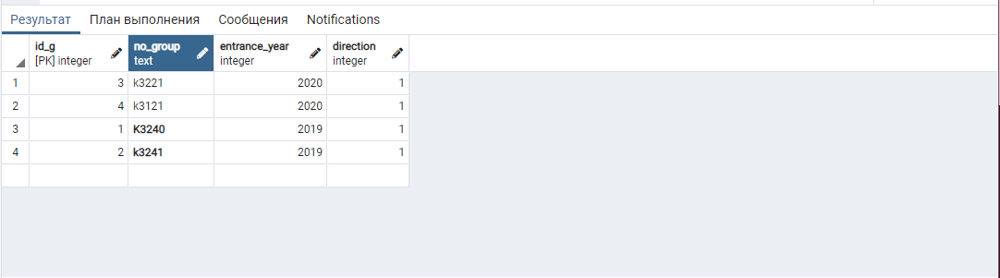 Результат План выполнения Сообщения Notifications
id_g no_group entrance_year direction
[PK] integer text integer integer
1 3 k3221 2020 1
2 4 k3121 2020 1
3 1 K3240 2019 1
4 2 k3241 2019 1